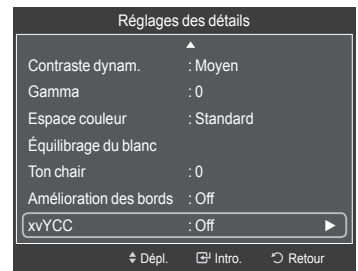 Réglages des détails
Contraste dynam. : Moyen
Gamma : 0
Espace couleur : Standard
Équilibrage du blanc
Ton chair : 0
Amélioration des bords : Off
xvYCC : Off
Dépl. Intro. Retour